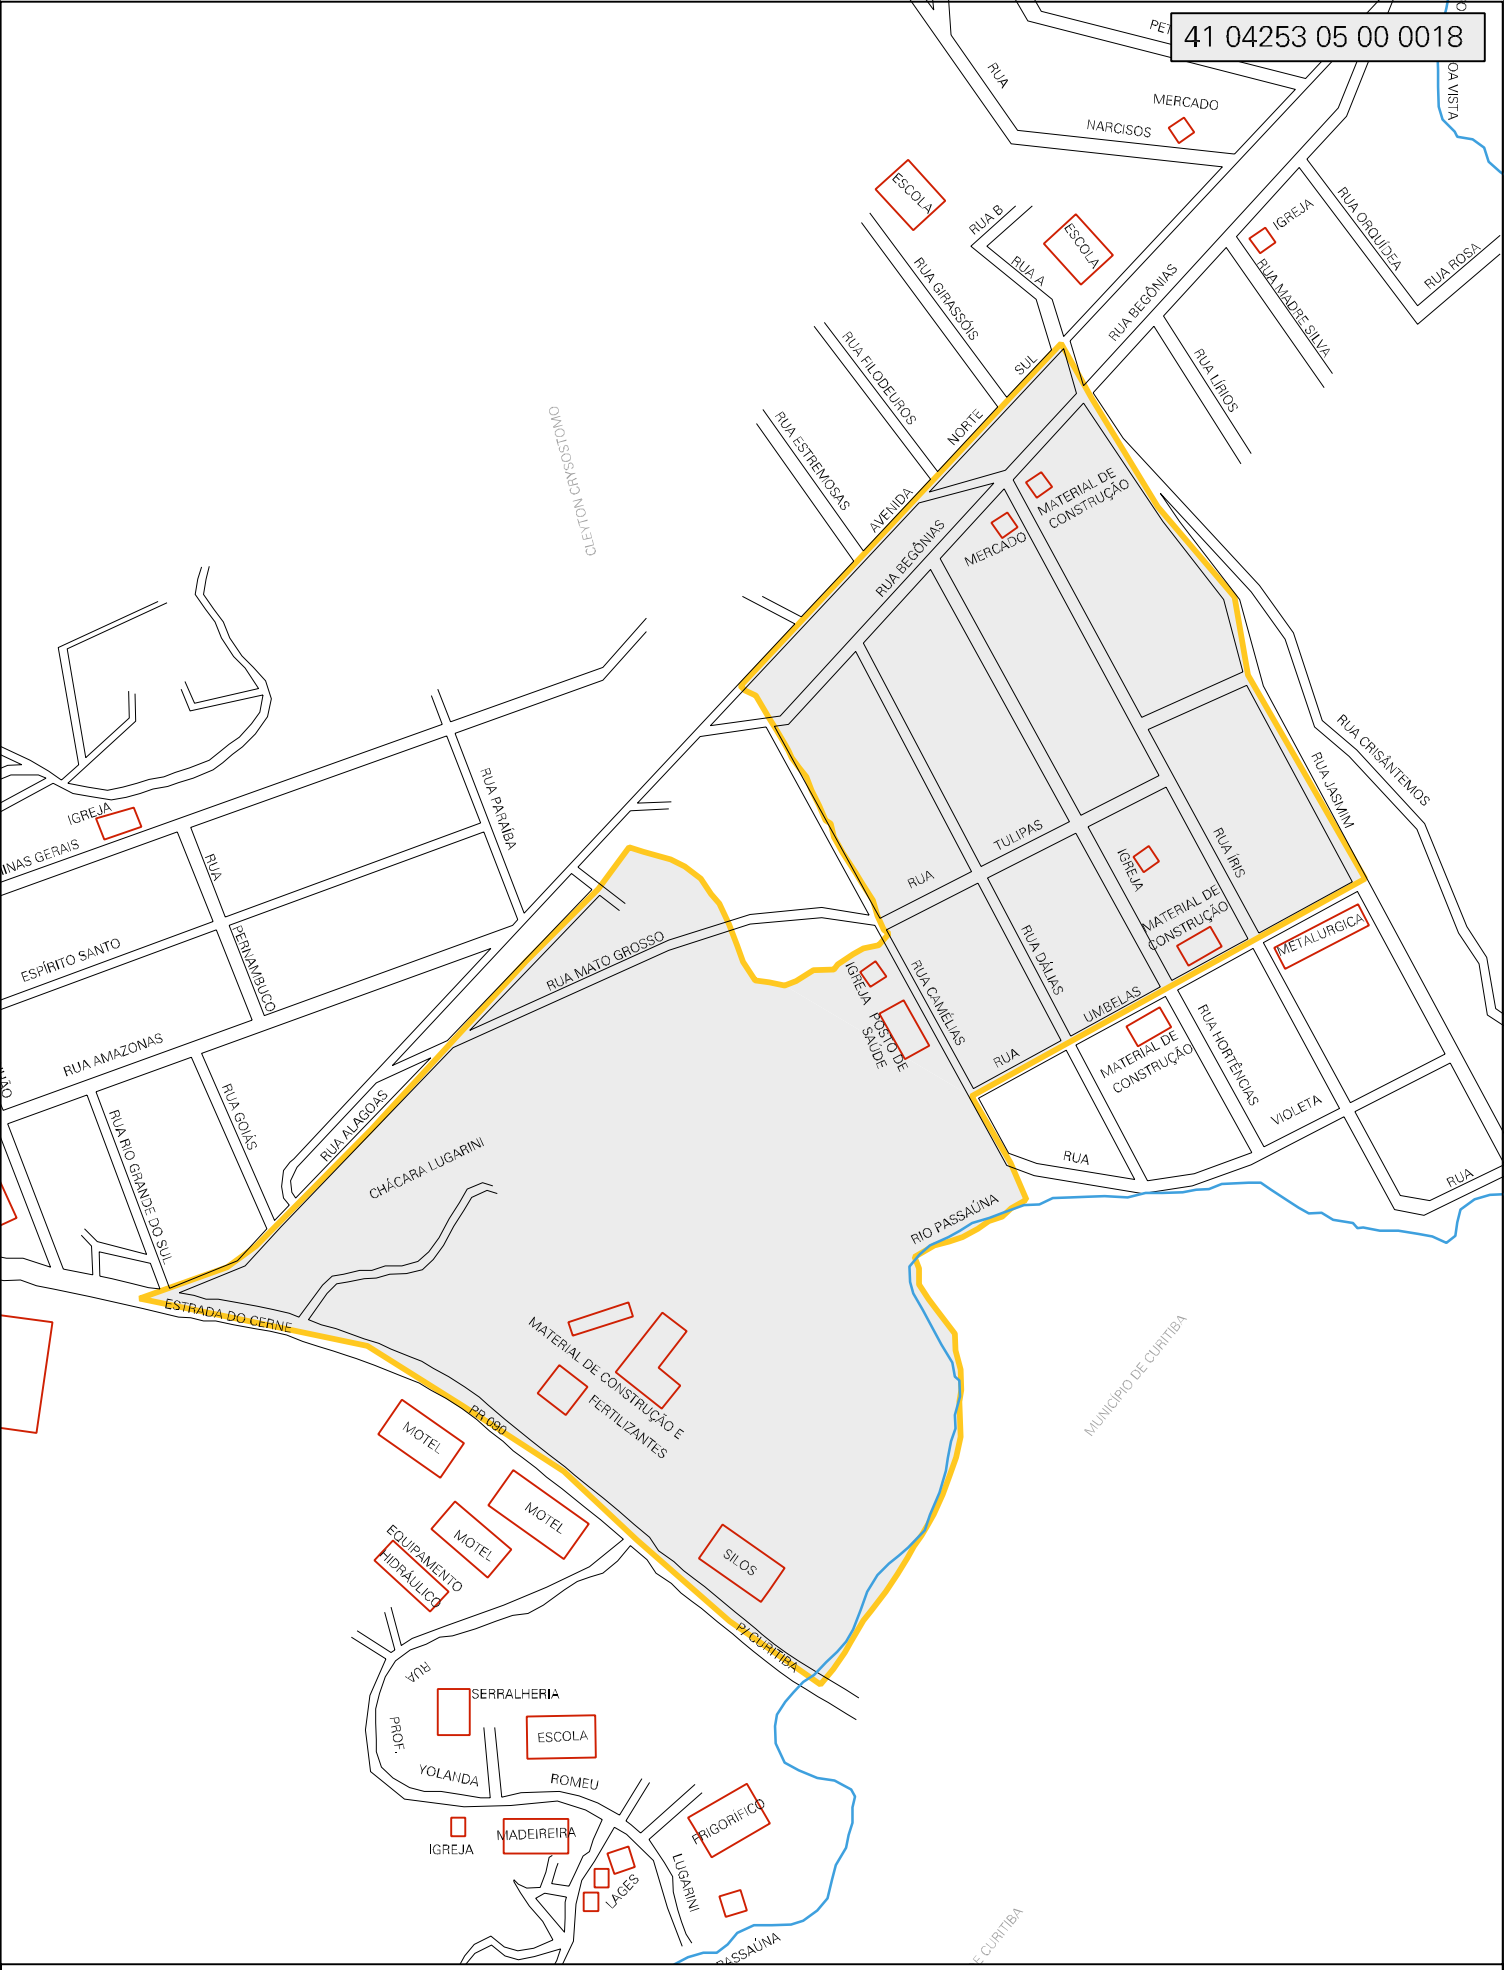 41 04253 05 00 0018
RUA
MERCADO
NARCISOS
OA VISTA
ESCOLA
RUA B
ESCOLA
RUA A
IGREJA
RUA ORQUÍDEA
RUA ROSA
RUA GIRASSÓIS
RUA BEGÔNIAS
RUA MADRE SILVA
RUA FILODEUROS
SUL
RUA LÍRIOS
NORTE
RUA ESTREMOSAS
AVENIDA
CLEYTON CRYSOSTOMO
MATERIAL DE
CONSTRUÇÃO
MERCADO
RUA BEGÔNIAS
RUA CRISÂNTEMOS
RUA JASMIM
IGREJA
INAS GERAIS
RUA
RUA PARAÍBA
TULIPAS
RUA
IGREJA
RUA ÍRIS
MATERIAL DE
CONSTRUÇÃO
METALURGICA
ESPÍRITO SANTO
PERNAMBUCO
RUA MATO GROSSO
IGREJA
RUA CAMÉLIAS
RUA DÁLIAS
UMBELAS
RUA
POSTO DE
SAÚDE
MATERIAL DE
CONSTRUÇÃO
RUA HORTÊNCIAS
VIOLETA
RUA
RUA
RUA AMAZONAS
RUA GOIÁS
RUA ALAGOAS
RUA RIO GRANDE DO SUL
CHÁCARA LUGARINI
RIO PASSAÚNA
ESTRADA DO CERNE
MATERIAL DE CONSTRUÇÃO E
FERTILIZANTES
MUNICÍPIO DE CURITIBA
PR 090
MOTEL
MOTEL
MOTEL
EQUIPAMENTO
HIDRÁULICO
SILOS
P/ CURITIBA
RUA
PROF.
YOLANDA
ROMEU
SERRALHERIA
ESCOLA
IGREJA
MADEIREIRA
FRIGORÍFICO
LAGES
LUGARINI
PASSAÚNA
E CURITIBA